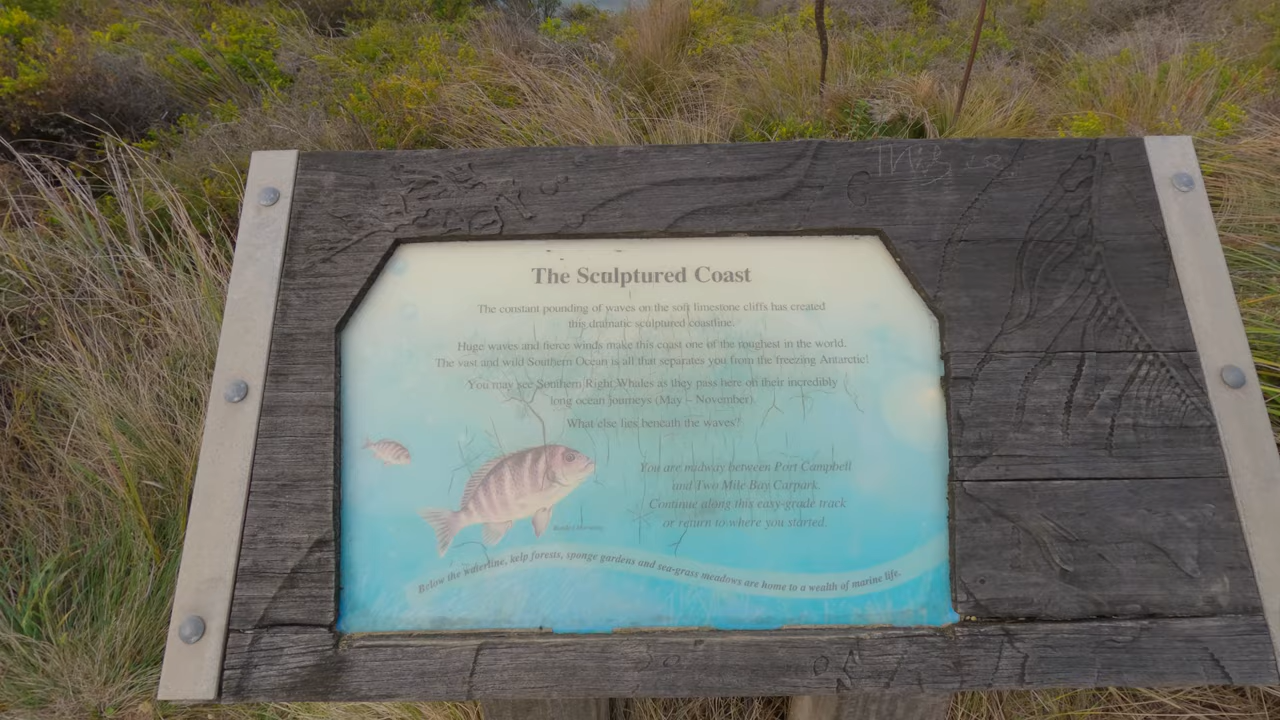 The Sculptured Coast
The constant pounding of waves on the soft limestone cliffs has created
this dramatic sculptured coastline.
Huge waves and fierce winds make this coast one of the roughest in the world.
The vast and wild Southern Ocean is all that separates you from the freezing Antarctic!
You may see Southern Right Whales as they pass here on their incredibly
long ocean journeys (May – November).
What else lies beneath the waves?
You are midway between Port Campbell
and Two Mile Bay Carpark.
Continue along this easy-grade track
or return to where you started.
Below the waterline, kelp forests, sponge gardens and sea-grass meadows are home to a wealth of marine life.